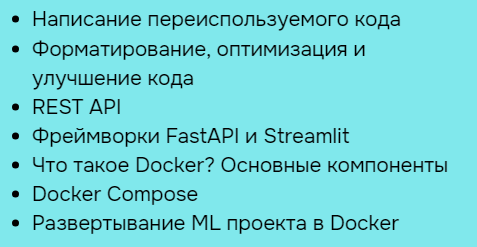 • Написание переиспользуемого кода
• Форматирование, оптимизация и
улучшение кода
• REST API
• Фреймворки FastAPI и Streamlit
• Что такое Docker? Основные компоненты
• Docker Compose
• Развертывание ML проекта в Docker